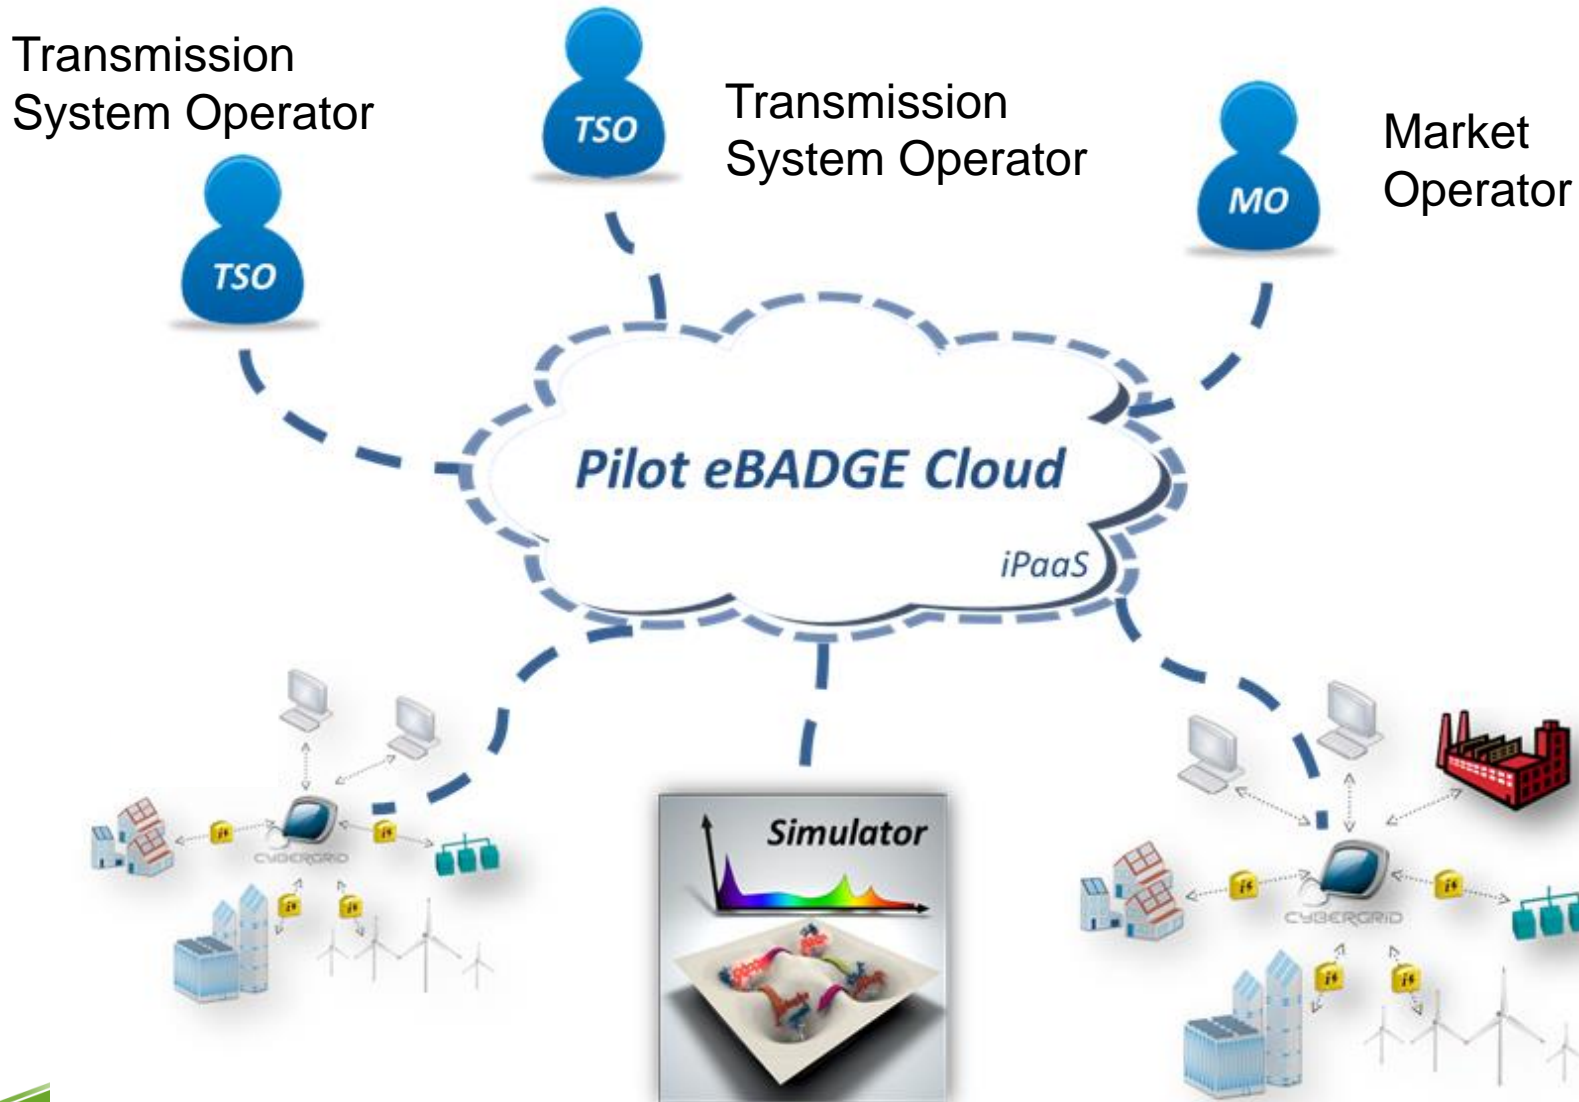 Transmission
System Operator
TSO
TSO
Transmission
System Operator
MO
Market
Operator
Pilot eBADGE Cloud
iPaaS
Simulator
CYBERGRID
CYBERGRID